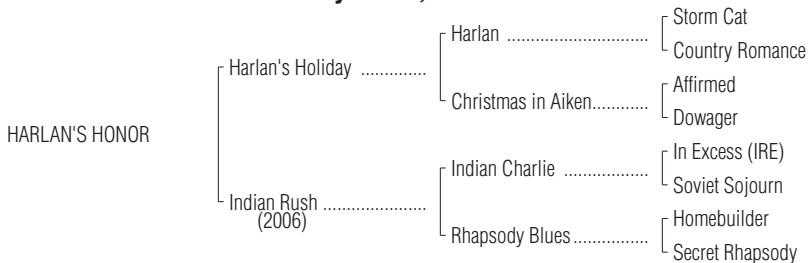 Storm Cat
Harlan ..............................
Country Romance
Harlan's Holiday ..............
Affirmed
Christmas in Aiken............
Dowager
HARLAN'S HONOR
In Excess (IRE)
Indian Charlie ..................
Soviet Sojourn
Indian Rush ......................
(2006)
Homebuilder
Rhapsody Blues................
Secret Rhapsody